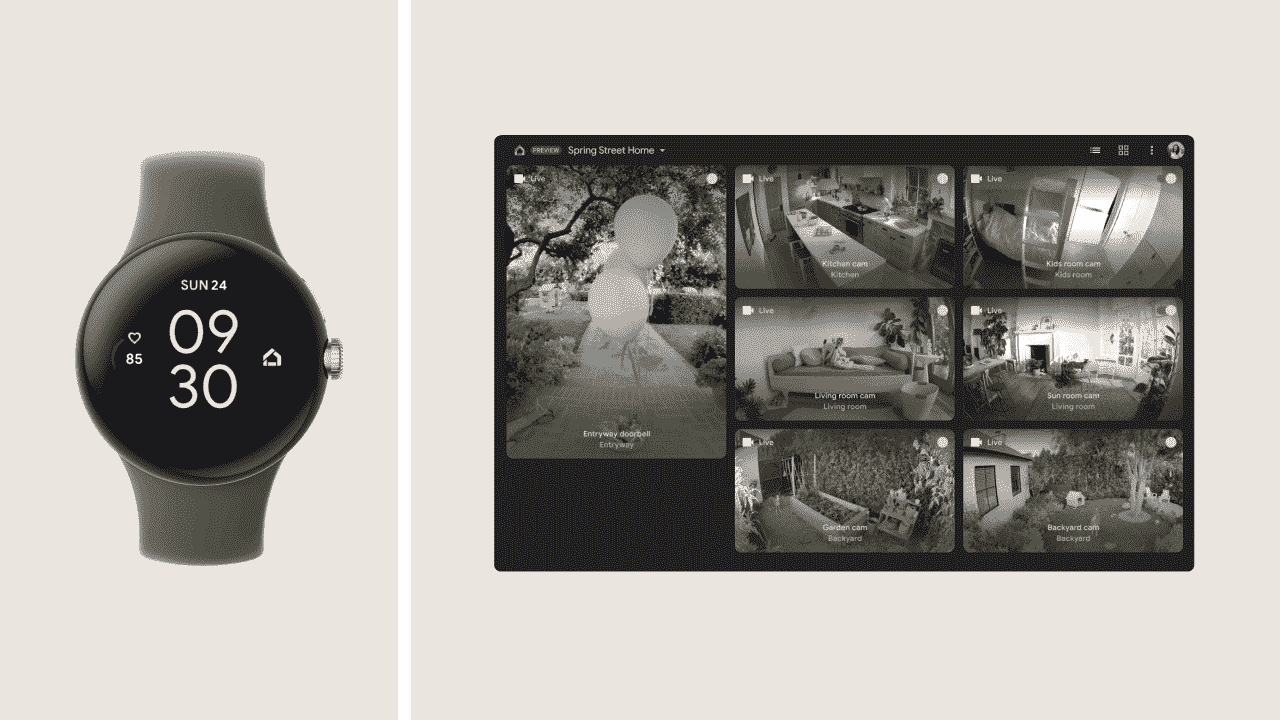 SUN 24
09
85
30
PREVIEW Spring Street Home
Live
Entryway doorbell
Entryway
Live
Kitchen cam
Kitchen
Live
Kids room cam
Kids room
Live
Living room cam
Living room
Live
Sun room cam
Living room
Live
Garden cam
Backyard
Live
Backyard cam
Backyard